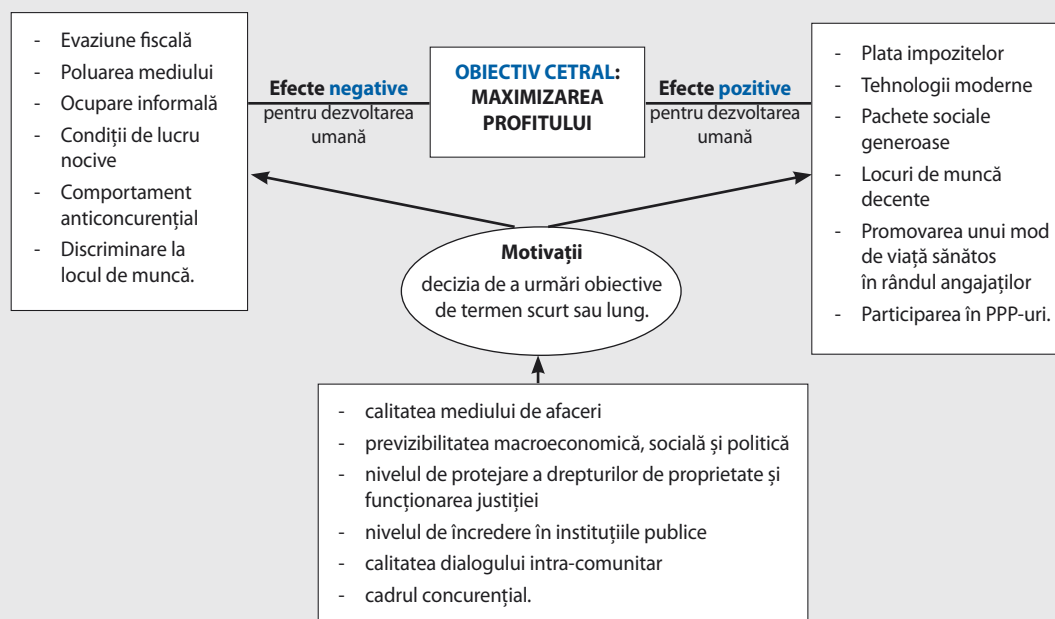 - Evaziune fiscală
- Poluarea mediului
- Ocupare informală
- Condiții de lucru
nocive
- Comportament
anticoncurențial
- Discriminare la
locul de muncă.
Efecte negative
pentru dezvoltarea
umană
OBIECTIV CETRAL:
MAXIMIZAREA
PROFITULUI
Efecte pozitive
pentru dezvoltarea
umană
- Plata impozitelor
- Tehnologii moderne
- Pachete sociale
generoase
- Locuri de muncă
decente
- Promovarea unui mod
de viață sănătos
în rândul angajaților
- Participarea în PPP-uri.
Motivații
decizia de a urmări obiective
de termen scurt sau lung.
- calitatea mediului de afaceri
- previzibilitatea macroeconomică, socială și politică
- nivelul de protejare a drepturilor de proprietate și
funcționarea justiției
- nivelul de încredere în instituțiile publice
- calitatea dialogului intra-comunitar
- cadrul concurențial.